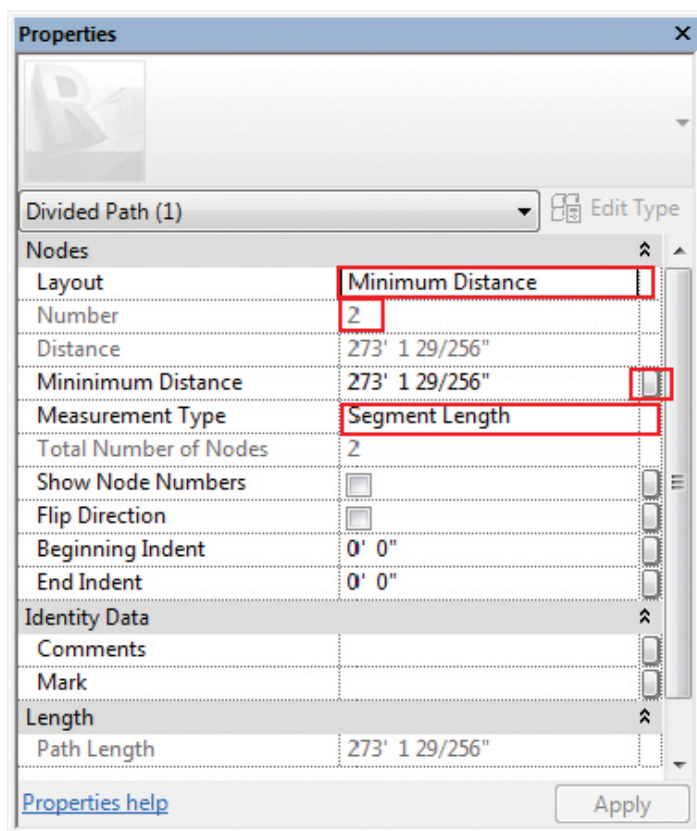 Properties
Divided Path (1) Edit Type
Nodes
Layout Minimum Distance
Number 2
Distance 273' 1 29/256"
Mininimum Distance 273' 1 29/256"
Measurement Type Segment Length
Total Number of Nodes 2
Show Node Numbers
Flip Direction
Beginning Indent 0' 0"
End Indent 0' 0"
Identity Data
Comments
Mark
Length
Path Length 273' 1 29/256"
Properties help Apply